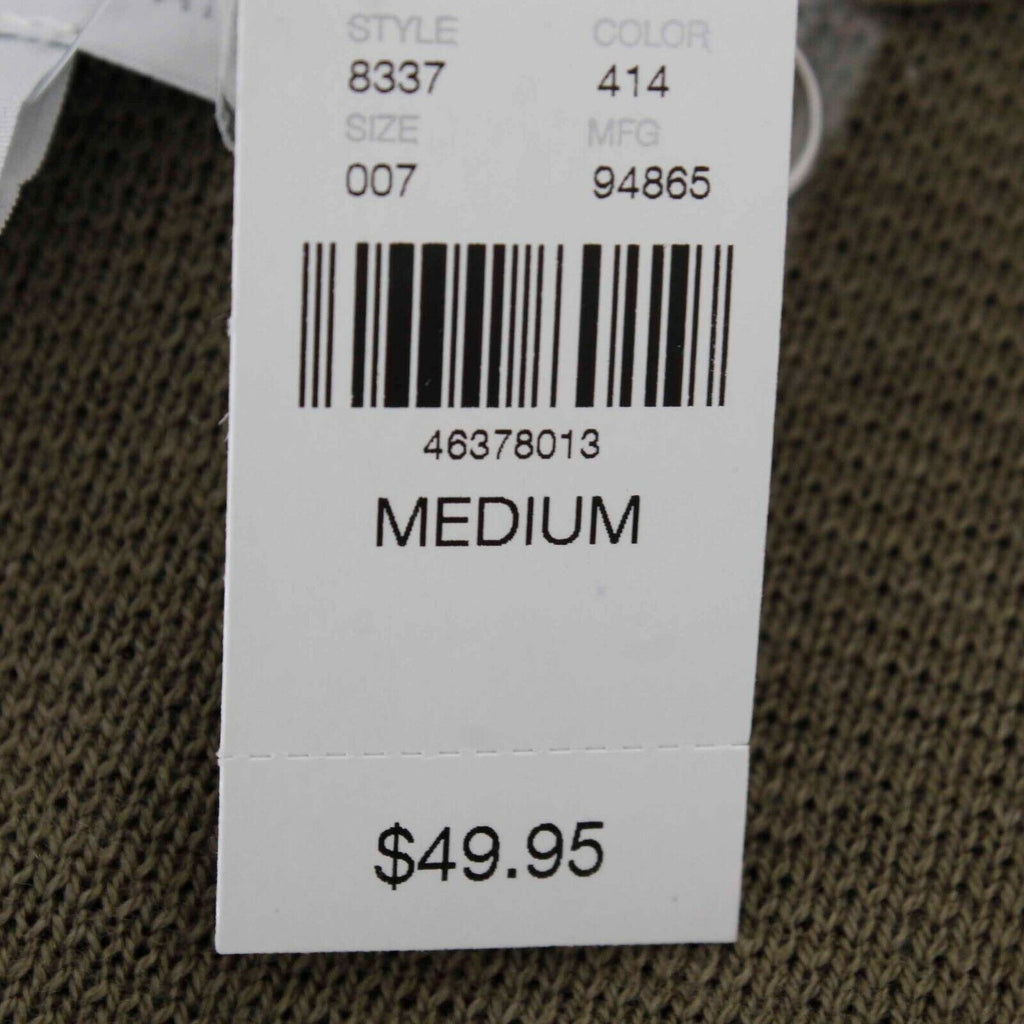 STYLE COLOR
8337 414
SIZE MFG
007 94865
46378013
MEDIUM
$49.95